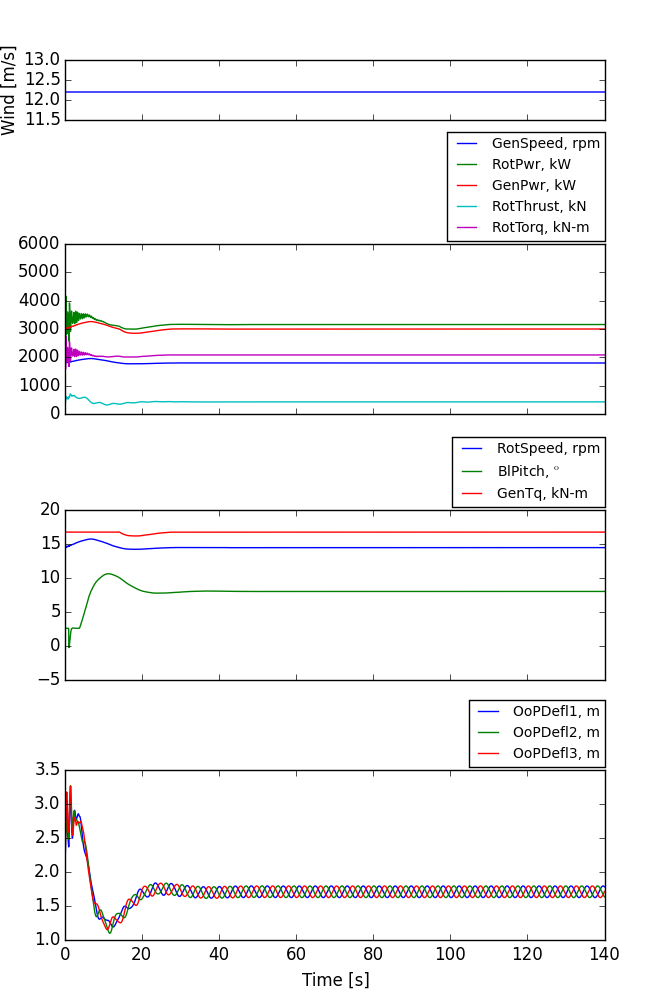 Wind [m/s]
13.0
12.5
12.0
11.5
GenSpeed, rpm
RotPwr, kW
GenPwr, kW
RotThrust, kN
RotTorq, kN-m
6000
5000
4000
3000
2000
1000
0
RotSpeed, rpm
BlPitch, °
GenTq, kN-m
20
15
10
5
0
−5
OoPDefl1, m
OoPDefl2, m
OoPDefl3, m
3.5
3.0
2.5
2.0
1.5
1.0
0 20 40 60 80 100 120 140
Time [s]